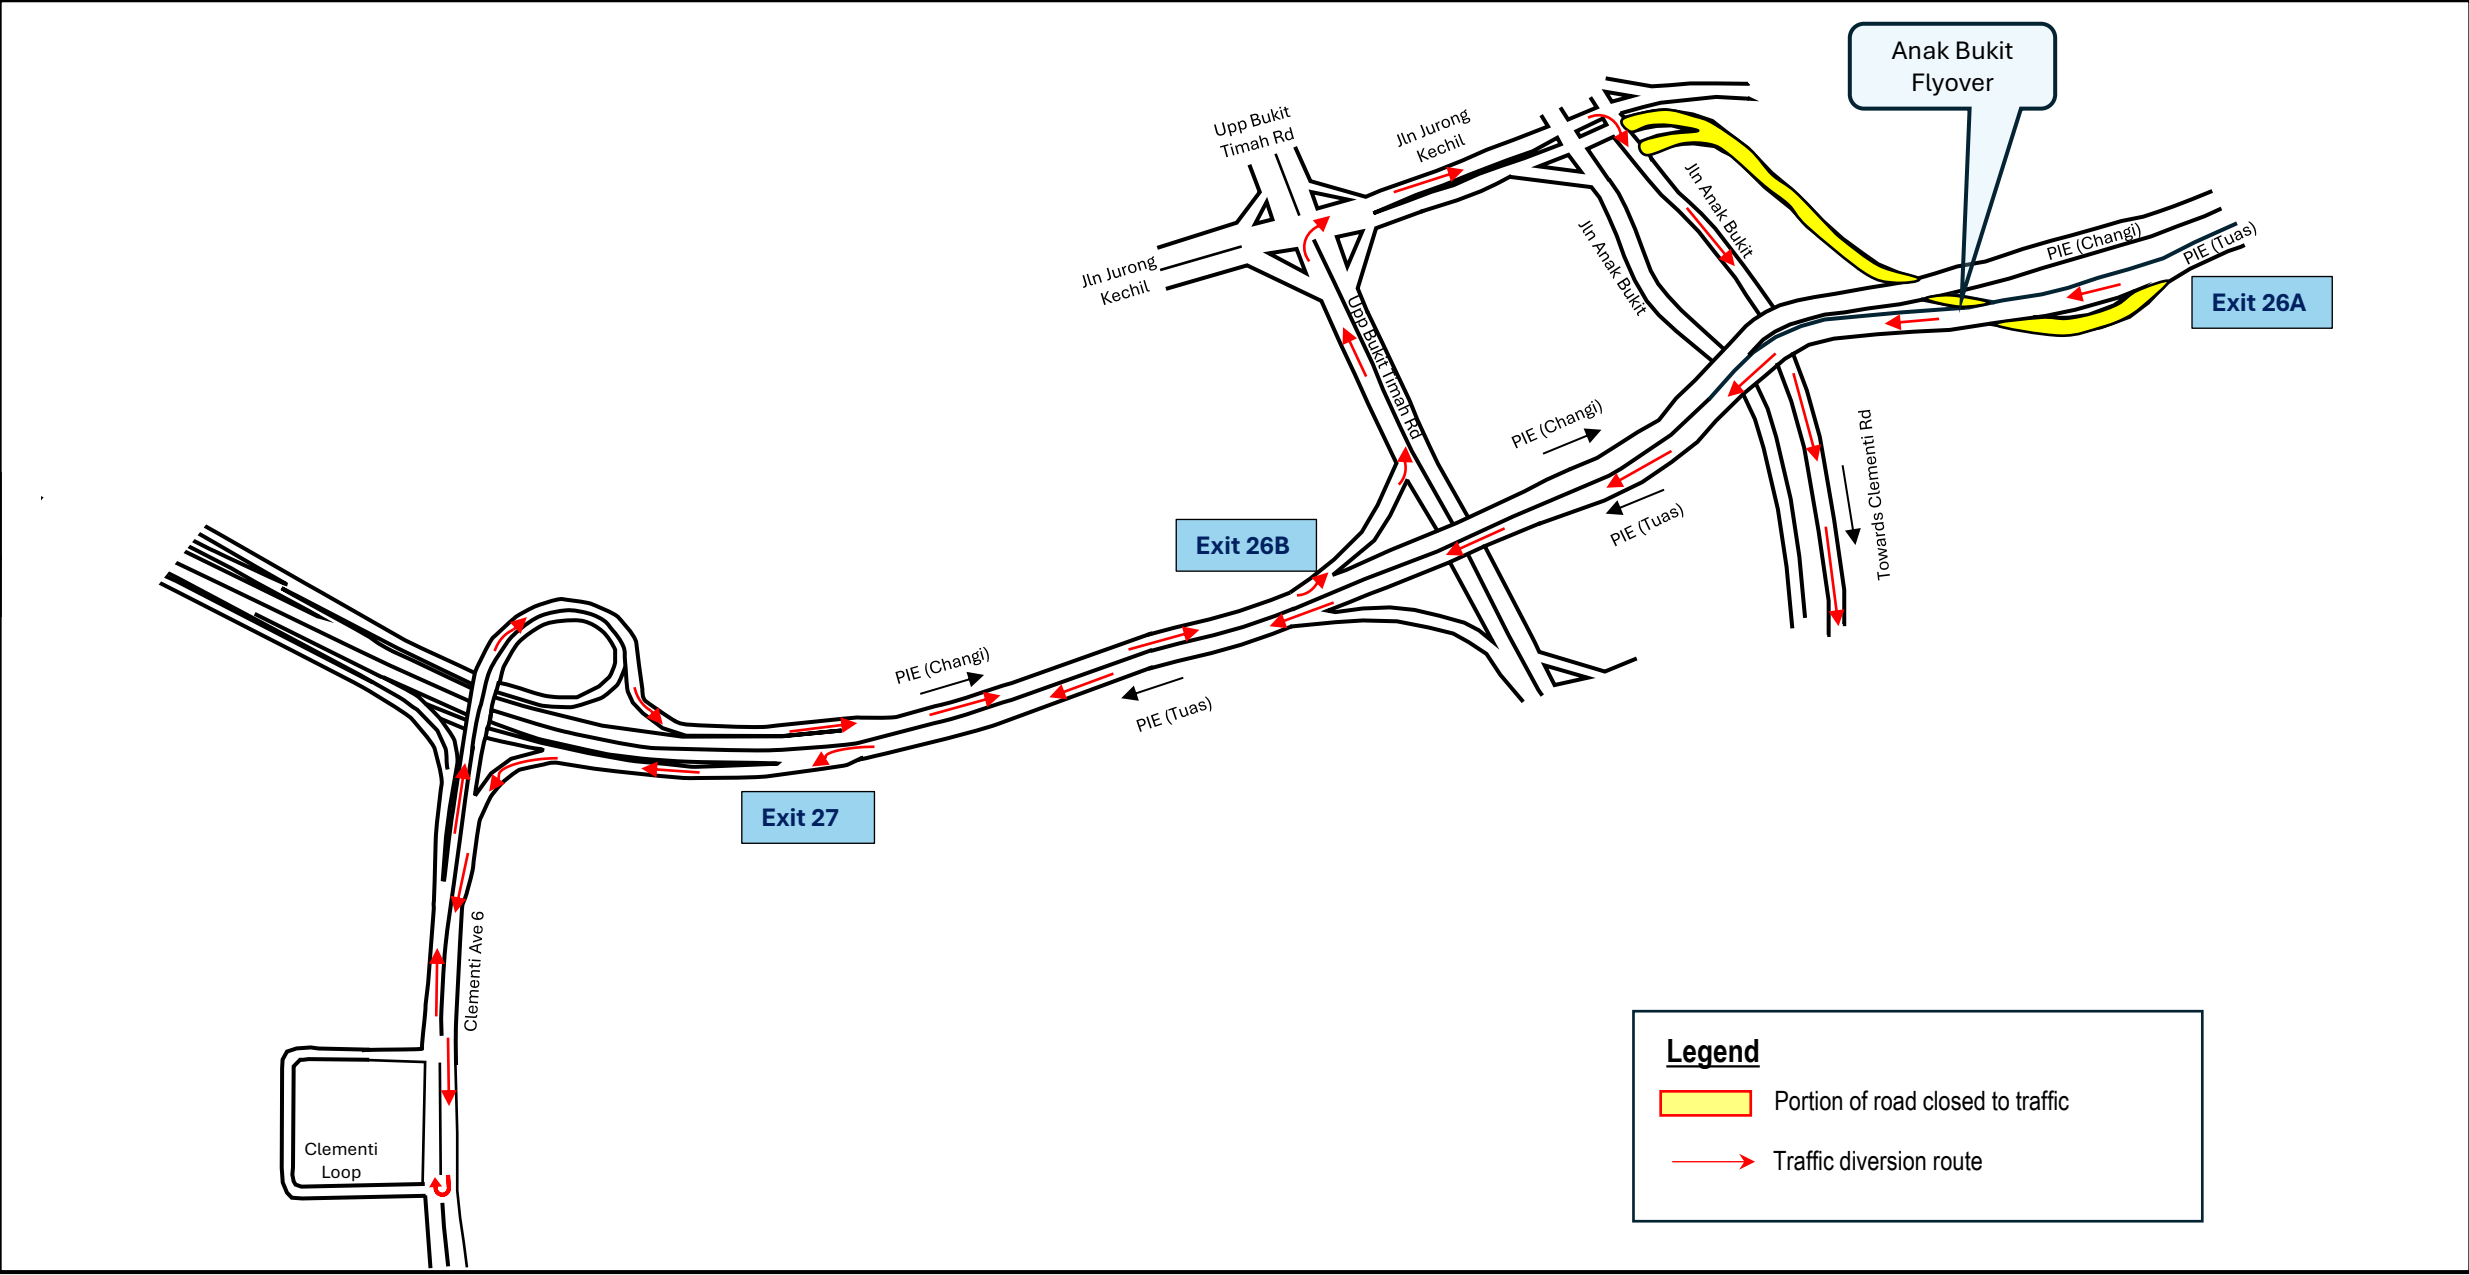 Anak Bukit
Flyover
Upp Bukit
Timah Rd
Jln Jurong
Kechil
Jln Anak Bukit
PIE (Changi)
PIE (Tuas)
Jln Jurong
Kechil
Jln Anak Bukit
Exit 26A
Upp Bukit Timah Rd
PIE (Changi)
Towards Clementi Rd
PIE (Tuas)
Exit 26B
PIE (Changi)
PIE (Tuas)
Exit 27
Clementi Ave 6
Clementi
Loop
Legend
Portion of road closed to traffic
Traffic diversion route